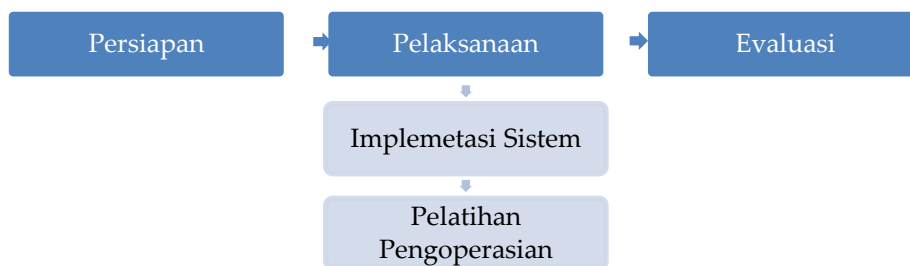 Persiapan
Pelaksanaan
Evaluasi
Implemetasi Sistem
Pelatihan
Pengoperasian